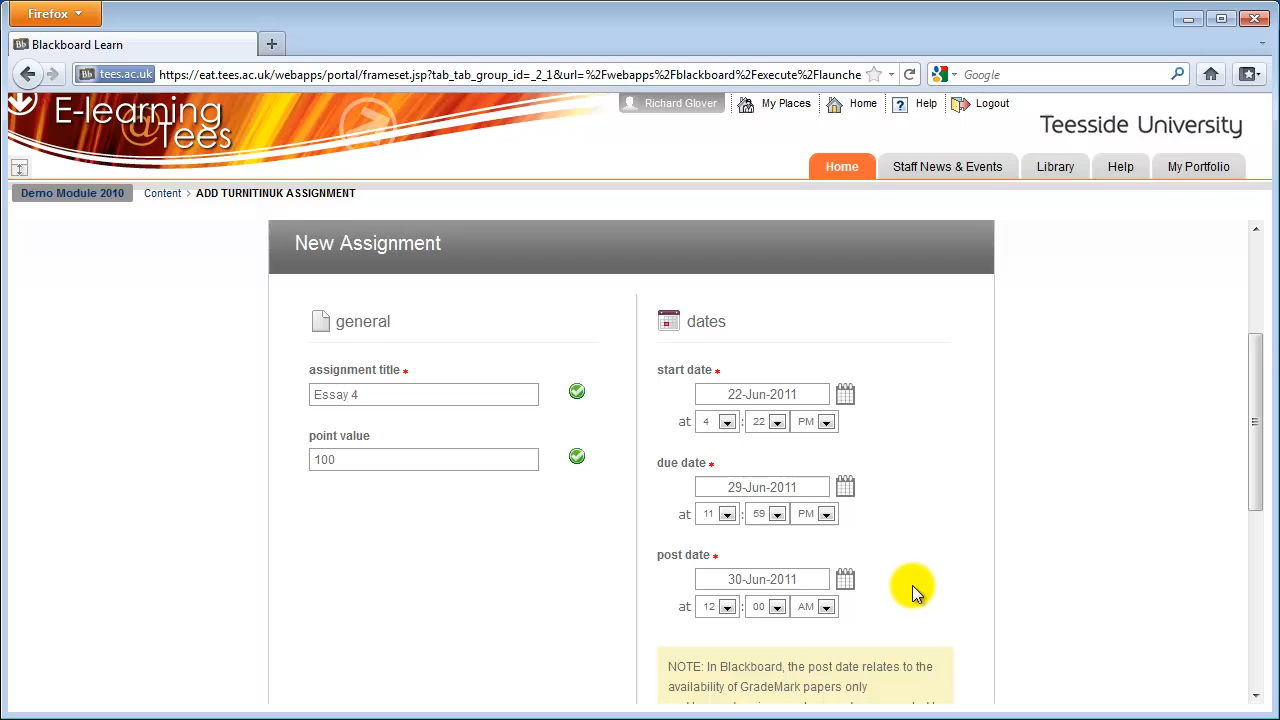 Firefox
Blackboard Learn
tees.ac.uk https://eat.tees.ac.uk/webapps/portal/frameset.jsp?tab_tab_group_id=_2_1&url=%2Fwebapps%2Fblackboard%2Fexecute%2Flaunche
Google
E-learning
@Tees
Richard Glover
My Places
Home
Help
Logout
Teesside University
Home
Staff News & Events
Library
Help
My Portfolio
Demo Module 2010
Content > ADD TURNITINUK ASSIGNMENT
New Assignment
general
assignment title *
Essay 4
point value
100
dates
start date *
22-Jun-2011
at 4 : 22 PM
due date *
29-Jun-2011
at 11 : 59 PM
post date *
30-Jun-2011
at 12 : 00 AM
NOTE: In Blackboard, the post date relates to the
availability of GradeMark papers only